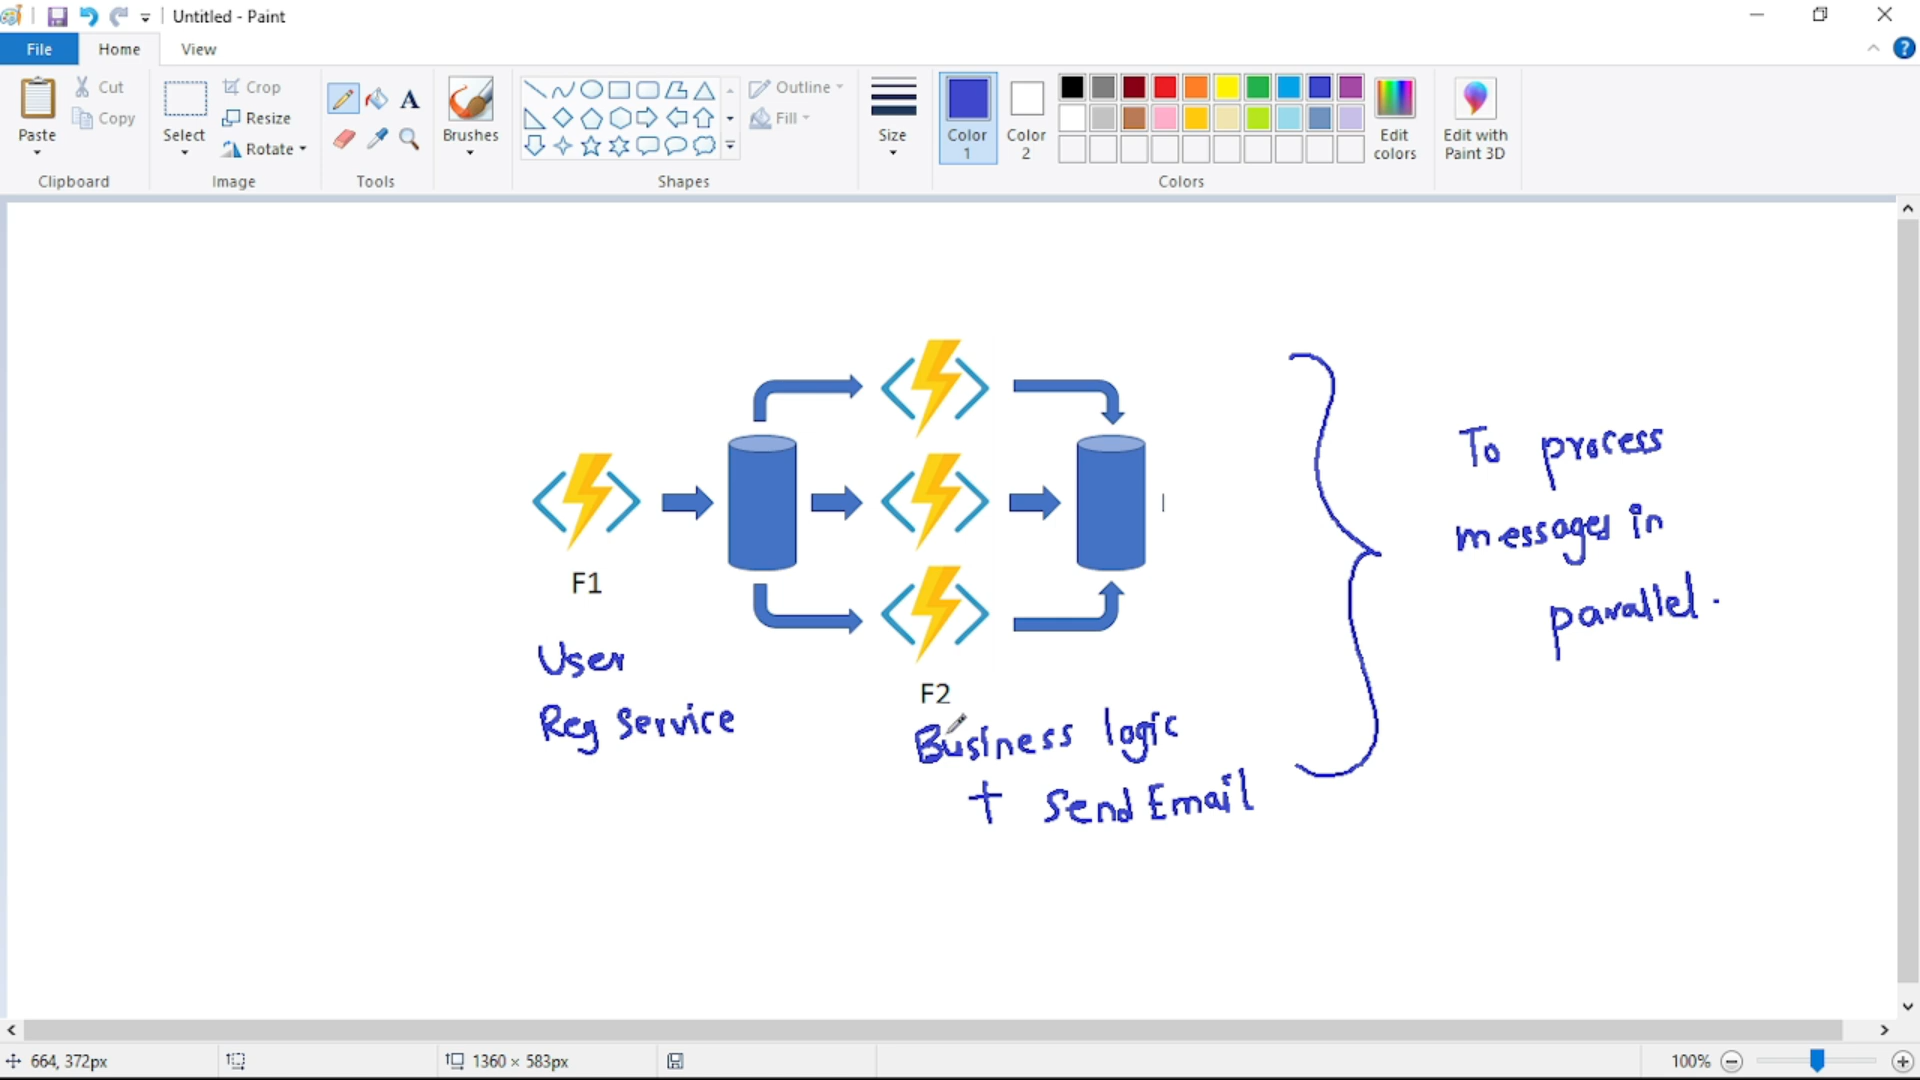 Untitled - Paint
File Home View
Paste
Cut
Copy
Clipboard
Select
Crop
Resize
Rotate
Image
A
Tools
Brushes
Shapes
Outline
Fill
Size
Color 1
Color 2
Edit colors
Edit with Paint 3D
Colors
F1
User
Reg Service
F2
Business logic
+ Send Email
To process
messages in
parallel.
664, 372px
1360 × 583px
100%